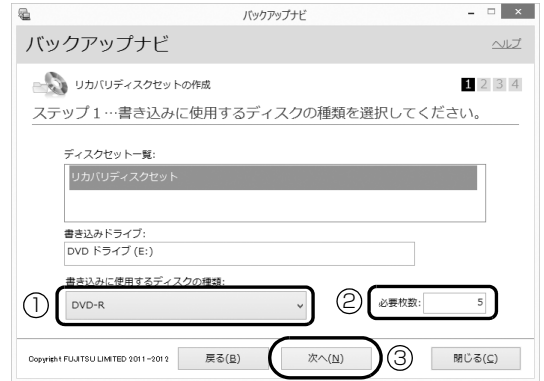 バックアップナビ
バックアップナビ
ヘルプ
リカバリディスクセットの作成
1 2 3 4
ステップ1…書き込みに使用するディスクの種類を選択してください。
ディスクセット一覧:
リカバリディスクセット
書き込みドライブ:
DVD ドライブ (E:)
書き込みに使用するディスクの種類:
① DVD-R
② 必要枚数: 5
Copyright FUJITSU LIMITED 2011-2012
戻る(B)
次へ(N)
③
閉じる(C)